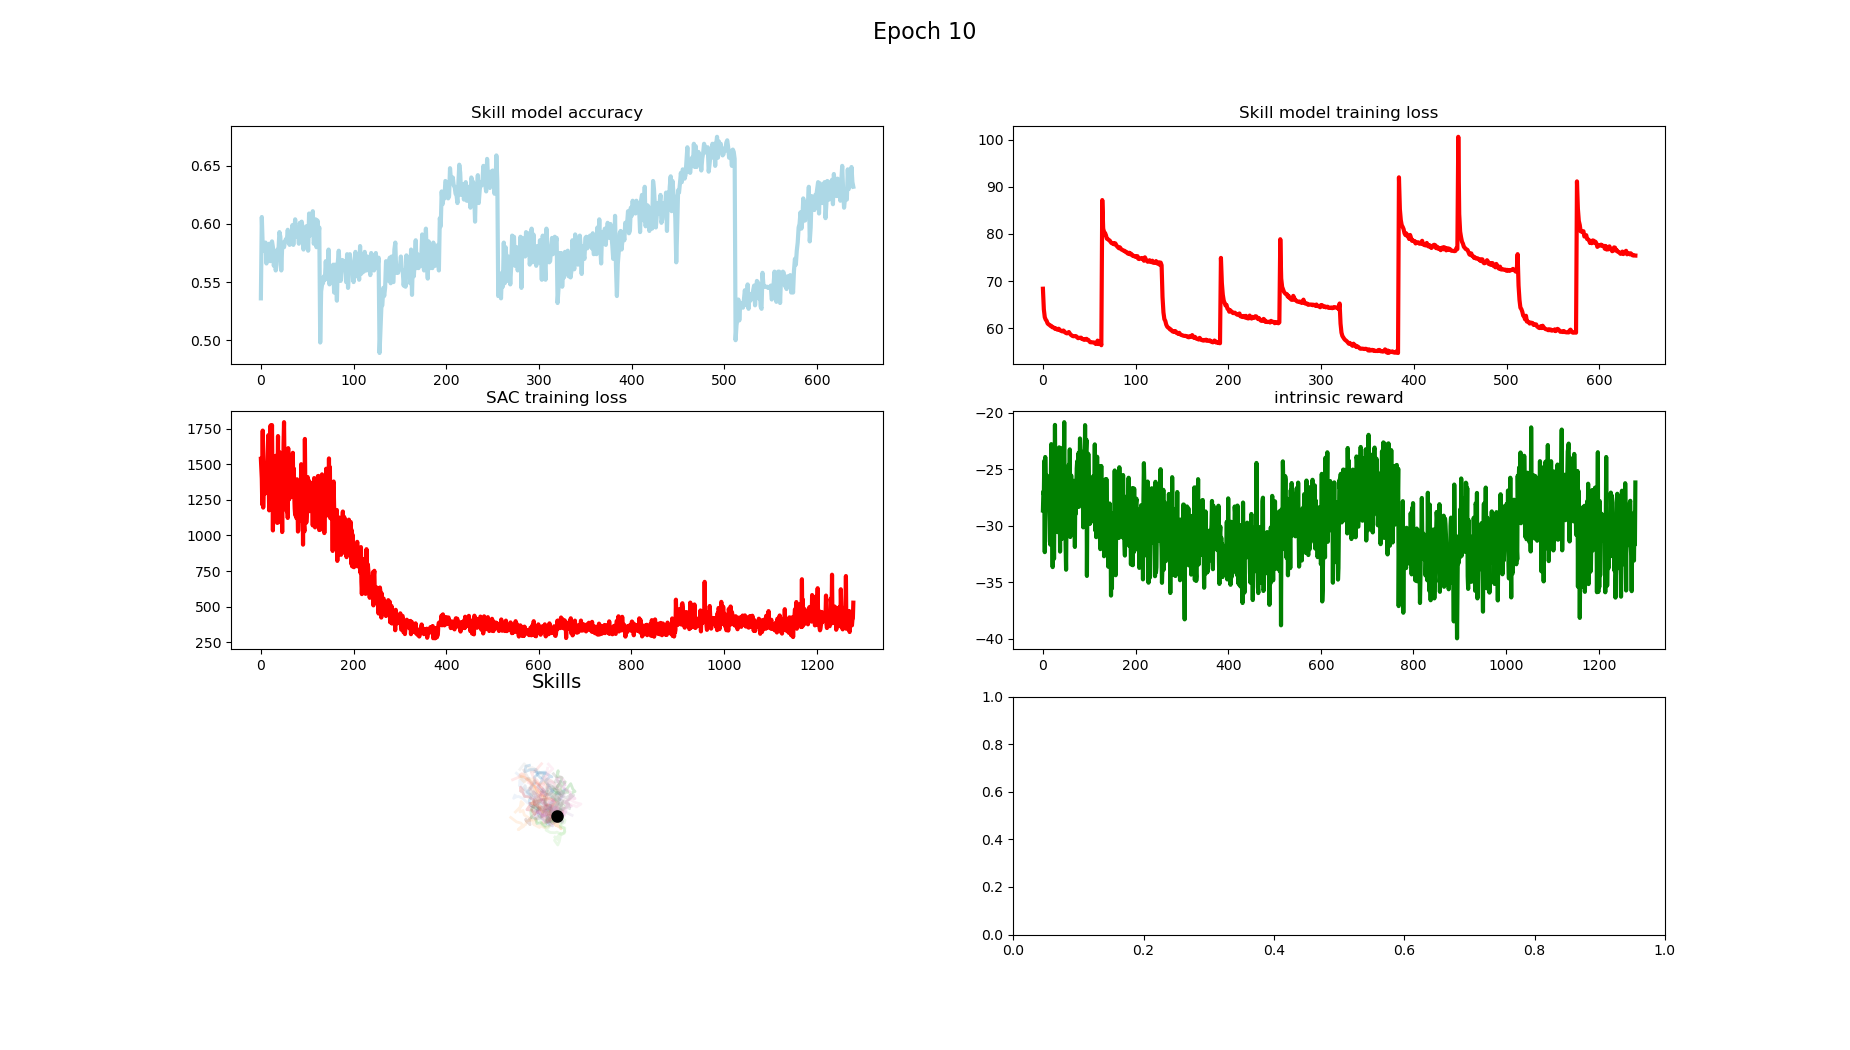 Epoch 10
Skill model accuracy
0.65
0.60
0.55
0.50
0 100 200 300 400 500 600
Skill model training loss
100
90
80
70
60
0 100 200 300 400 500 600
SAC training loss
1750
1500
1250
1000
750
500
250
0 200 400 600 800 1000 1200
intrinsic reward
−20
−25
−30
−35
−40
0 200 400 600 800 1000 1200
Skills
1.0
0.8
0.6
0.4
0.2
0.0
0.0 0.2 0.4 0.6 0.8 1.0